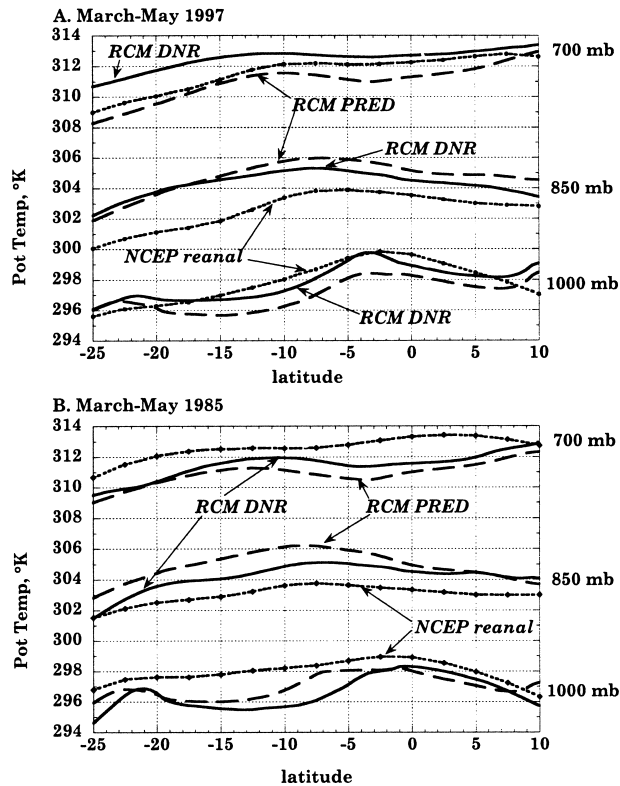 A. March-May 1997
314
312
310
308
306
304
302
300
298
296
294
Pot Temp, °K
RCM DNR
700 mb
RCM PRED
RCM DNR
850 mb
NCEP reanal
1000 mb
RCM DNR
-25 -20 -15 -10 -5 0 5 10
latitude
B. March-May 1985
314
312
310
308
306
304
302
300
298
296
294
Pot Temp, °K
700 mb
RCM DNR
RCM PRED
850 mb
NCEP reanal
1000 mb
-25 -20 -15 -10 -5 0 5 10
latitude